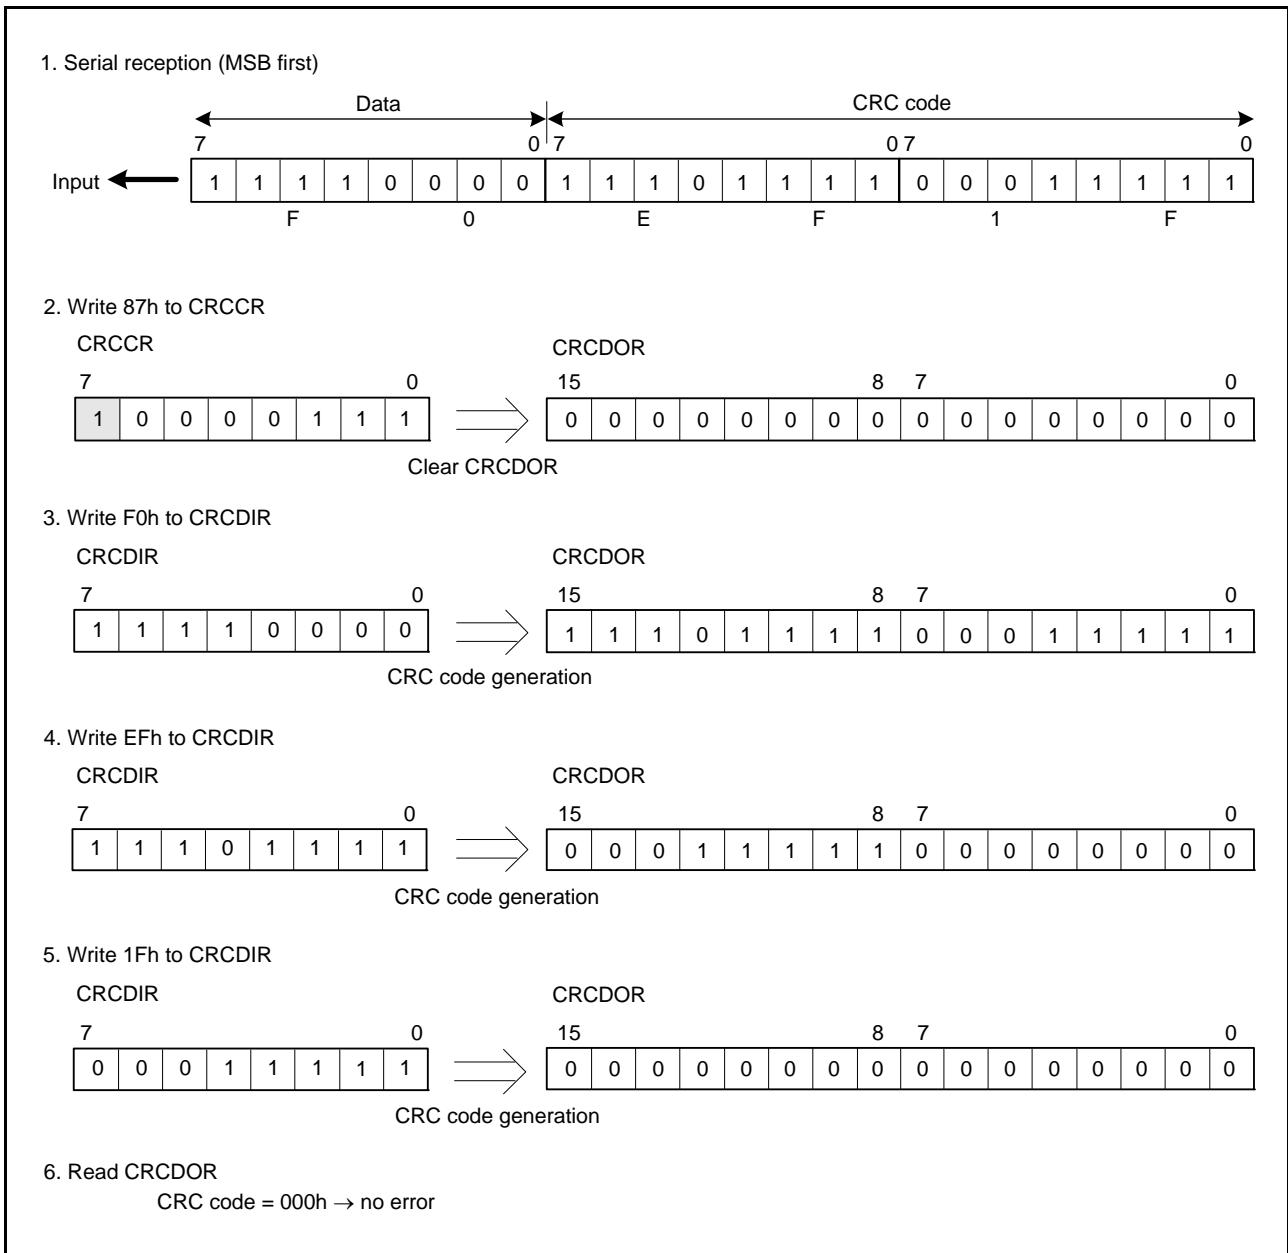 1. Serial reception (MSB first)
Data CRC code
7 0 7 0 7 0
Input 1 1 1 1 0 0 0 0 1 1 1 0 1 1 1 1 0 0 0 1 1 1 1 1
F 0 E F 1 F
2. Write 87h to CRCCR
CRCCR CRCDOR
7 0 15 8 7 0
1 0 0 0 0 1 1 1 0 0 0 0 0 0 0 0 0 0 0 0 0 0 0 0
Clear CRCDOR
3. Write F0h to CRCDIR
CRCDIR CRCDOR
7 0 15 8 7 0
1 1 1 1 0 0 0 0 1 1 1 0 1 1 1 1 0 0 0 1 1 1 1 1
CRC code generation
4. Write EFh to CRCDIR
CRCDIR CRCDOR
7 0 15 8 7 0
1 1 1 0 1 1 1 1 0 0 0 1 1 1 1 1 0 0 0 0 0 0 0 0
CRC code generation
5. Write 1Fh to CRCDIR
CRCDIR CRCDOR
7 0 15 8 7 0
0 0 0 1 1 1 1 1 0 0 0 0 0 0 0 0 0 0 0 0 0 0 0 0
CRC code generation
6. Read CRCDOR
CRC code = 000h → no error